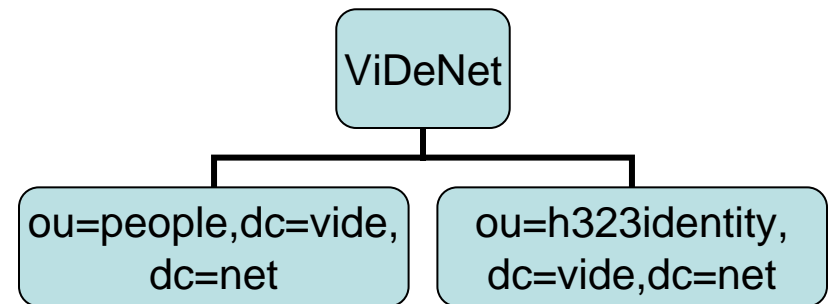 ViDeNet
ou=people,dc=vide,
dc=net
ou=h323identity,
dc=vide,dc=net